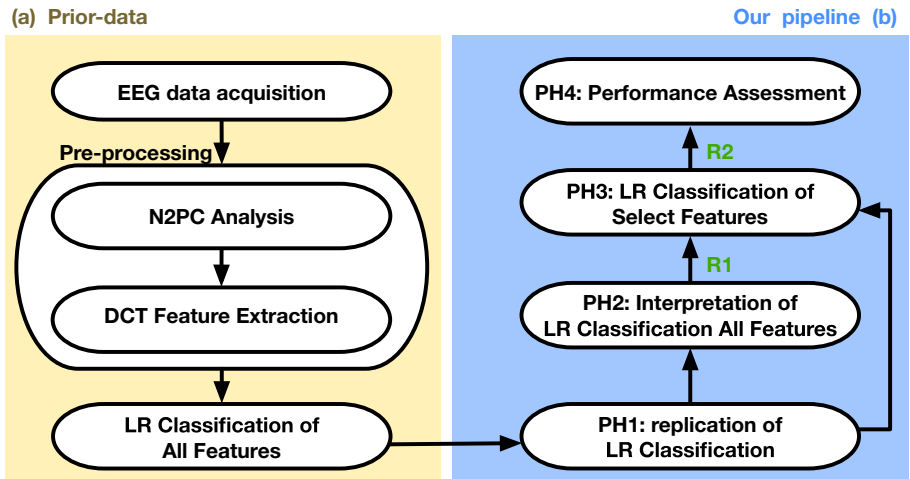 (a) Prior-data
EEG data acquisition
Pre-processing
N2PC Analysis
DCT Feature Extraction
LR Classification of
All Features
Our pipeline (b)
PH4: Performance Assessment
R2
PH3: LR Classification of
Select Features
R1
PH2: Interpretation of
LR Classification All Features
PH1: replication of
LR Classification